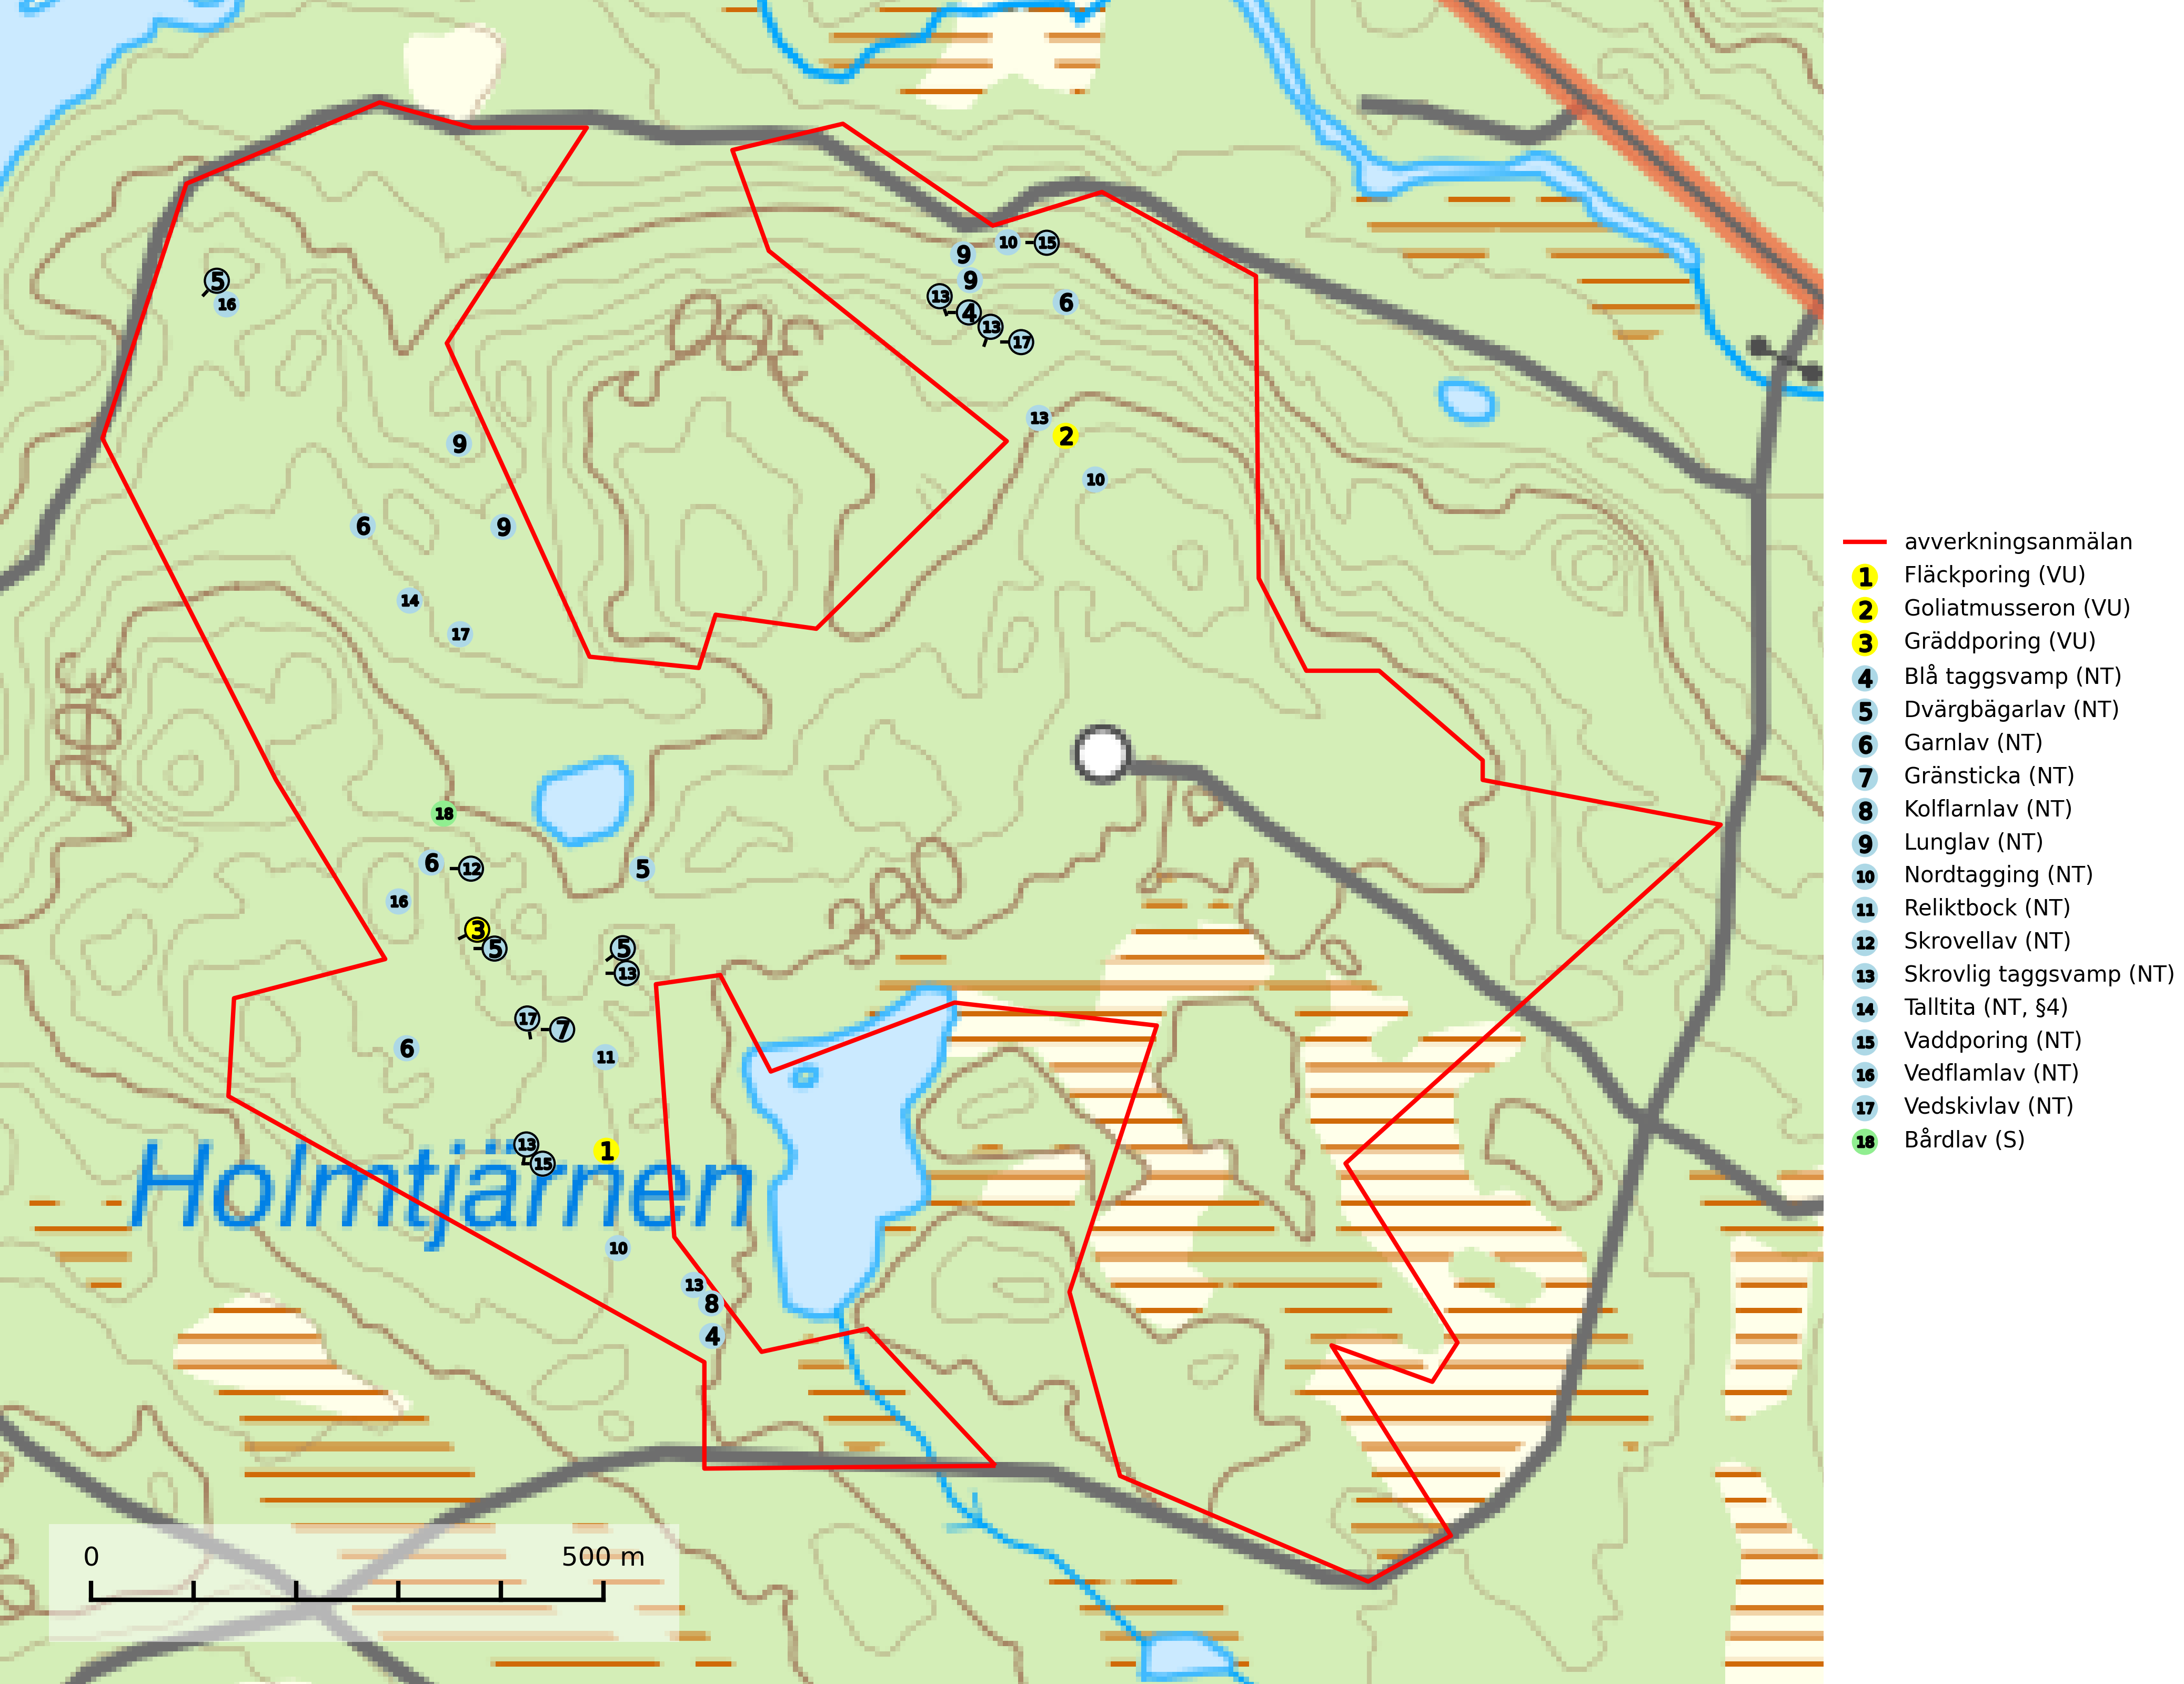 10
15
9
9
5
13
6
16
4
13
17
300
13
2
9
10
6
9
14
17
300
18
6
12
5
16
300
3
5
5
13
17
7
6
11
13
1
15
Holmtjärnen
10
13
8
4
0 500 m
avverkningsanmälan
1 Fläckporing (VU)
2 Goliatmusseron (VU)
3 Gräddporing (VU)
4 Blå taggsvamp (NT)
5 Dvärgbägarlav (NT)
6 Garnlav (NT)
7 Gränsticka (NT)
8 Kolflarnlav (NT)
9 Lunglav (NT)
10 Nordtagging (NT)
11 Reliktbock (NT)
12 Skrovellav (NT)
13 Skrovlig taggsvamp (NT)
14 Talltita (NT, §4)
15 Vaddporing (NT)
16 Vedflamlav (NT)
17 Vedskivlav (NT)
18 Bårdlav (S)